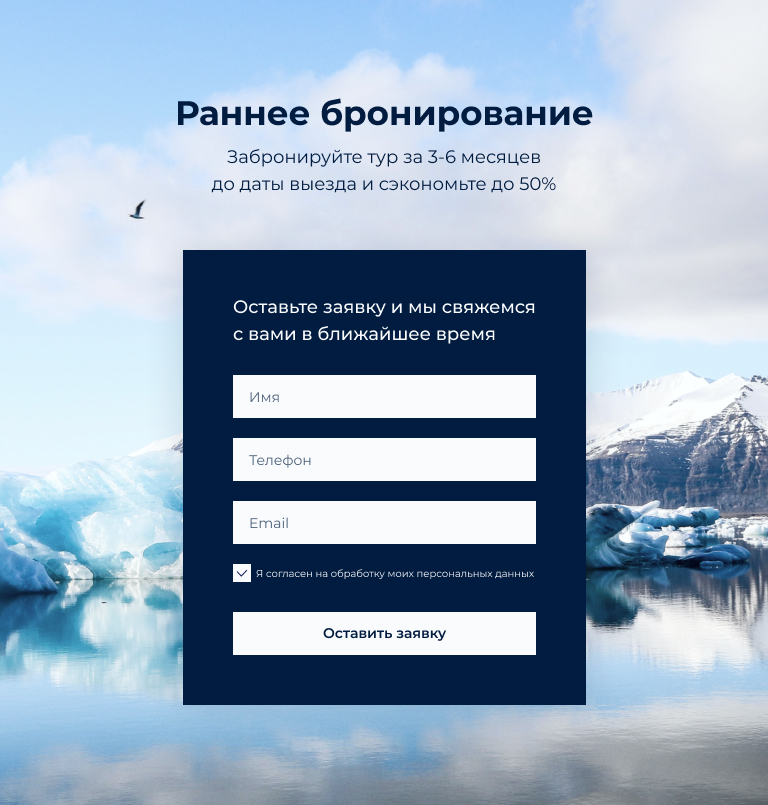 Раннее бронирование
Забронируйте тур за 3-6 месяцев
до даты выезда и сэкономьте до 50%
Оставьте заявку и мы свяжемся
с вами в ближайшее время
Имя
Телефон
Email
Я согласен на обработку моих персональных данных
Оставить заявку